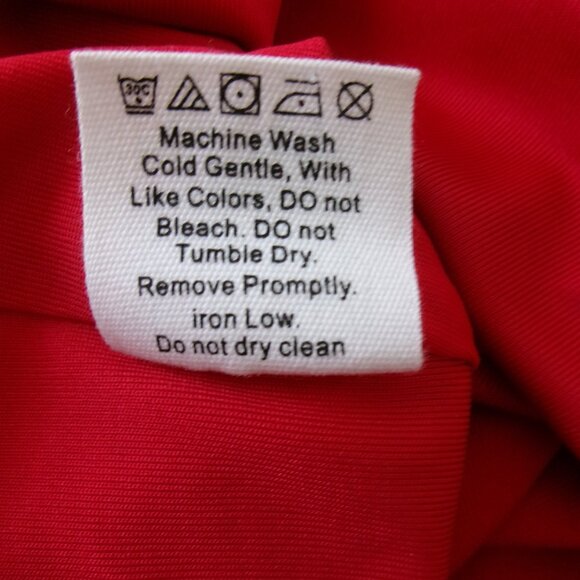 30C
Machine Wash
Cold Gentle, With
Like Colors, DO not
Bleach. DO not
Tumble Dry.
Remove Promptly.
iron Low.
Do not dry clean